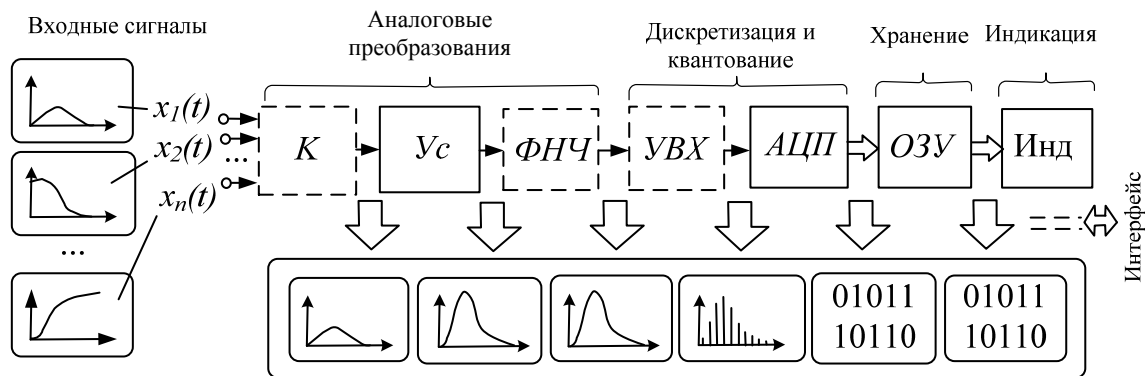 Входные сигналы
Аналоговые
преобразования
Дискретизация и
квантование
Хранение
Индикация
x1(t)
x2(t)
...
xn(t)
...
К
Ус
ФНЧ
УВХ
АЦП
ОЗУ
Инд
Интерфейс
01011
10110
01011
10110